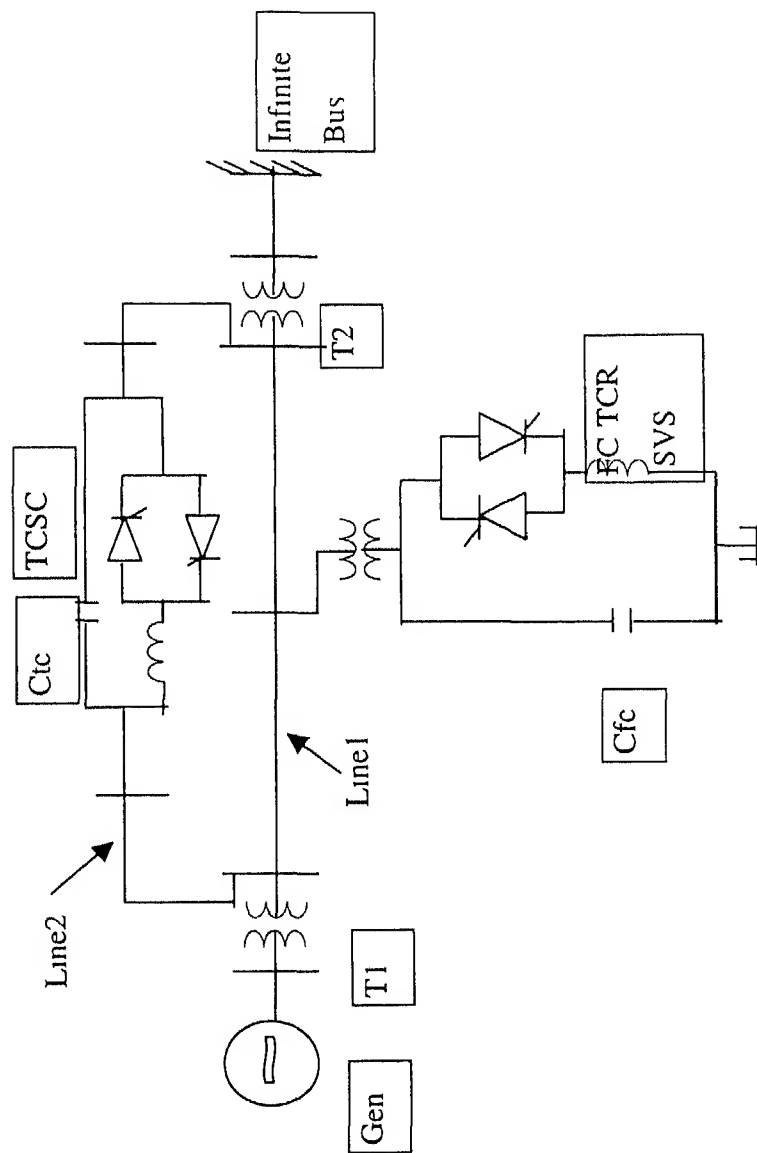 Line2
Ctc
TCSC
Infinite
Bus
Line1
T2
Gen
T1
Cfc
FC TCR
SVS